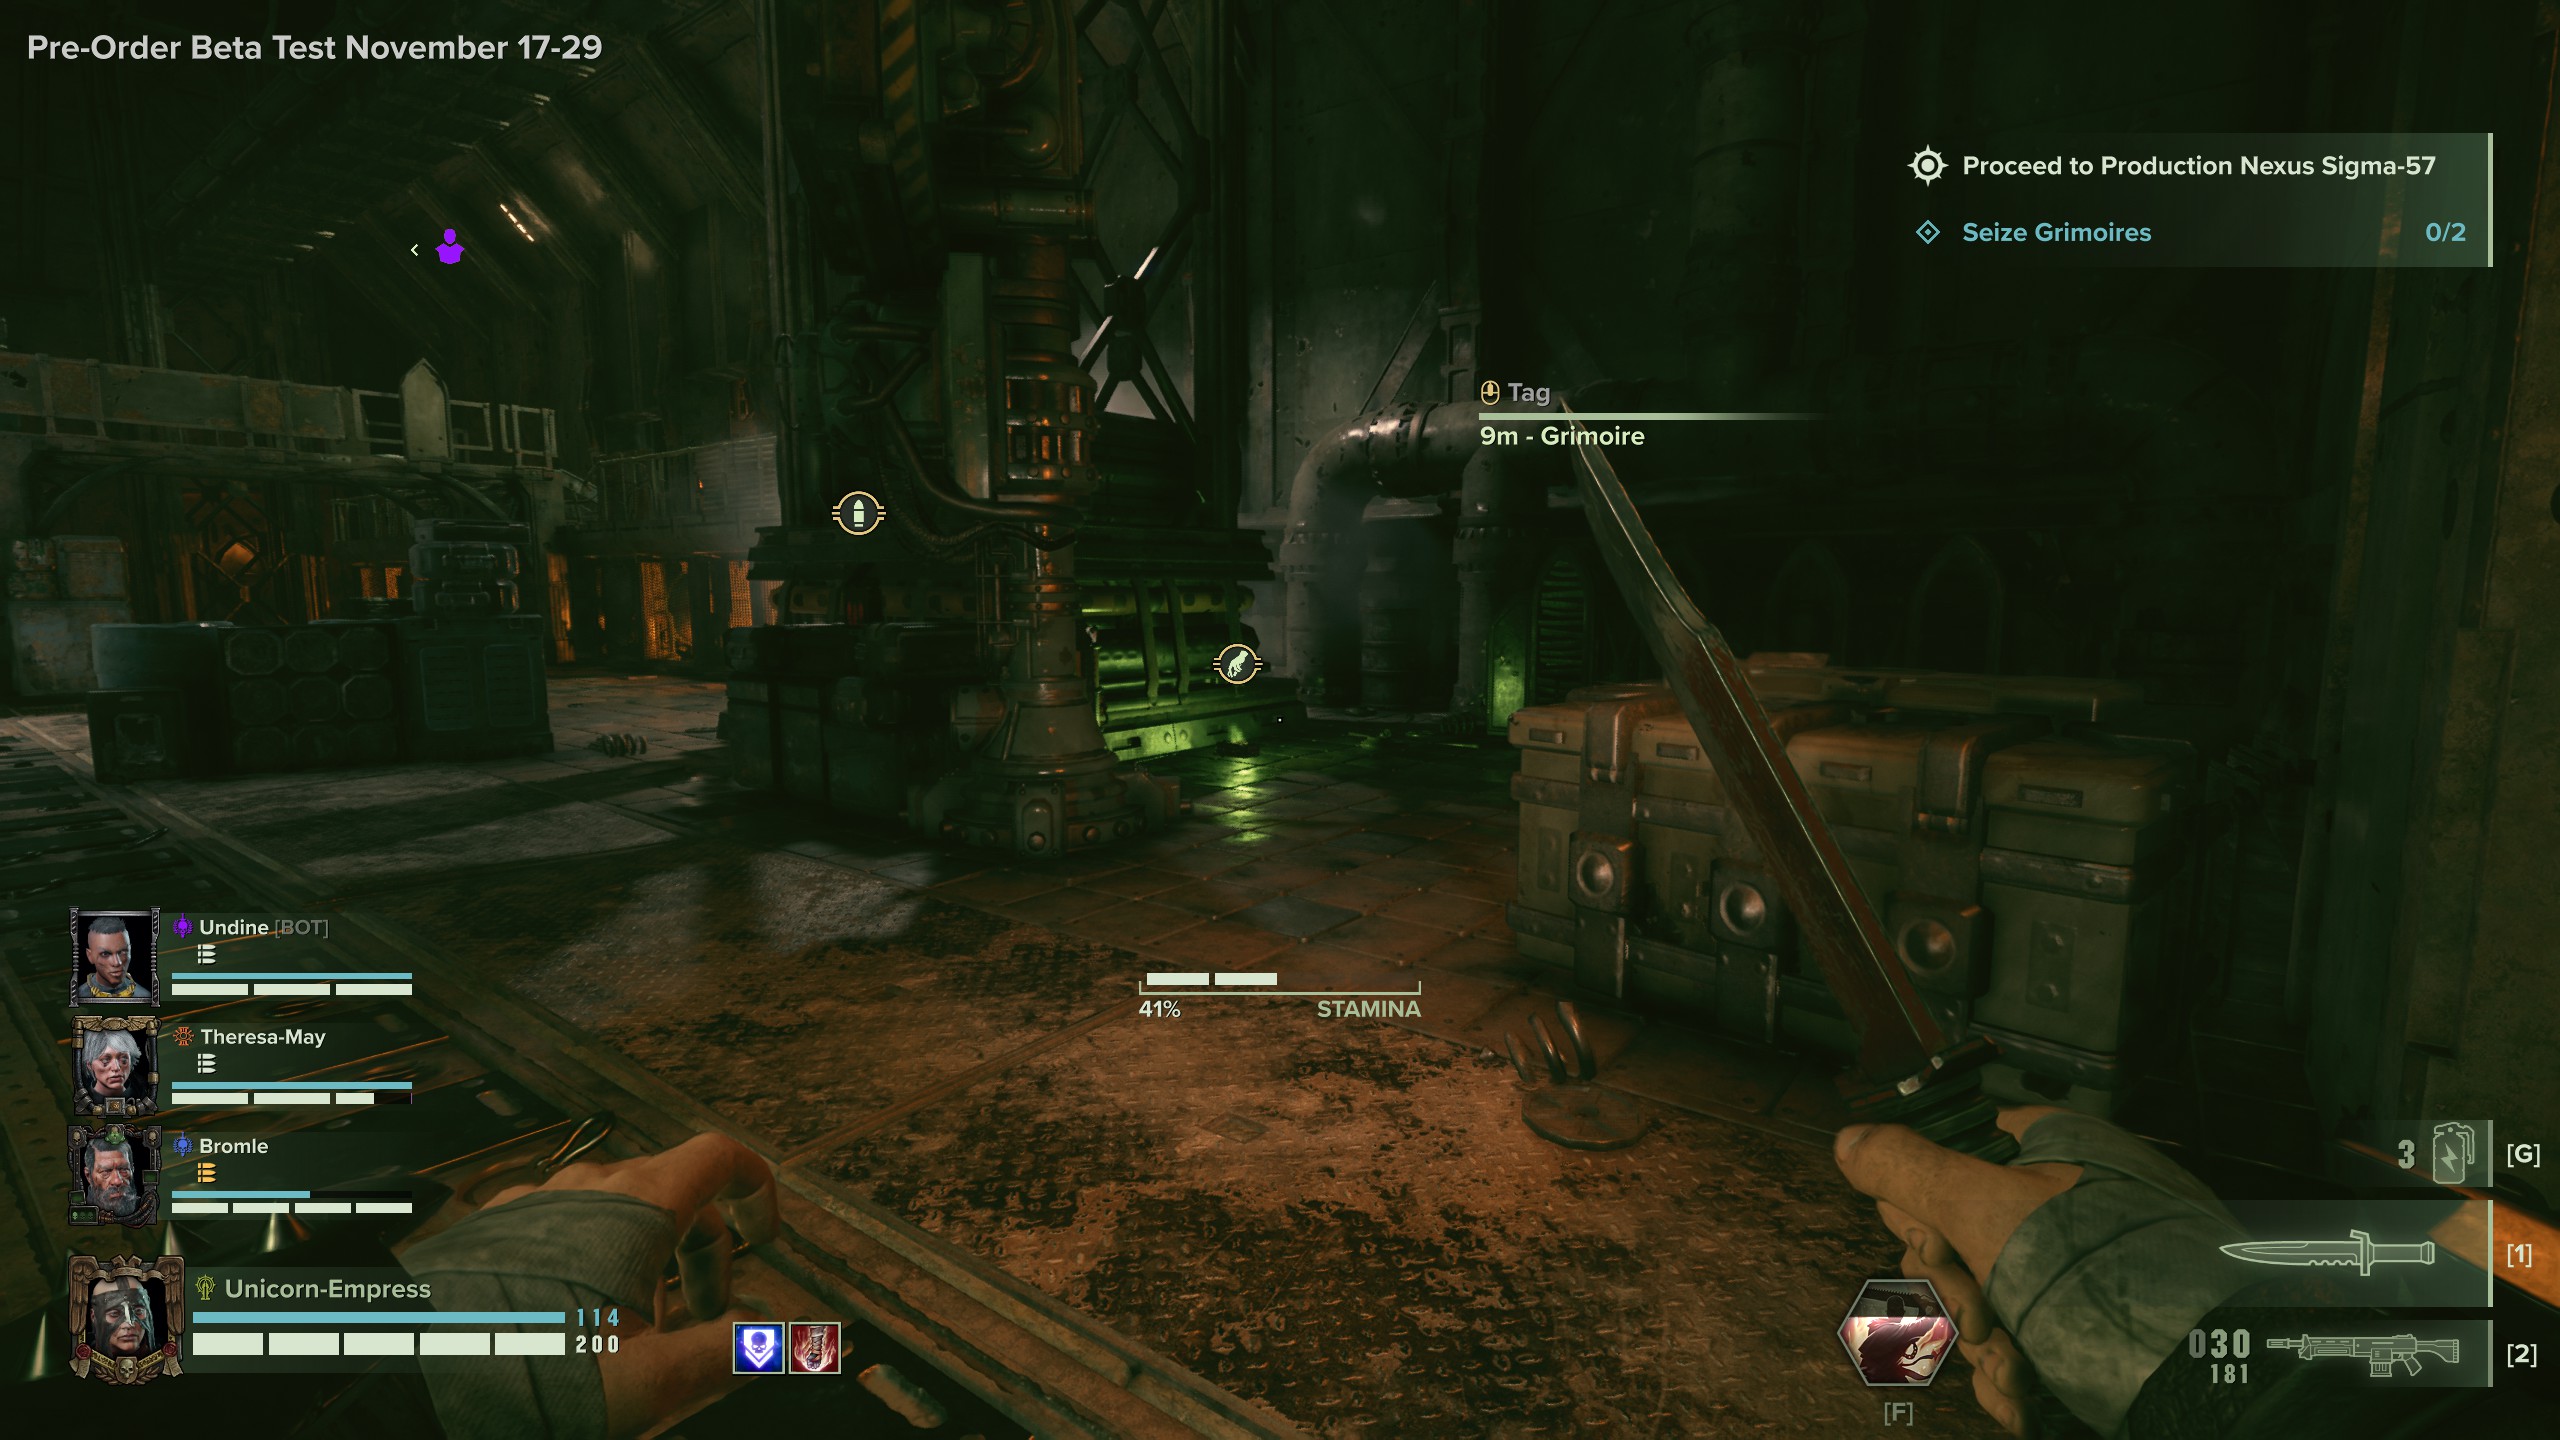 Pre-Order Beta Test November 17-29
Proceed to Production Nexus Sigma-57
Seize Grimoires 0/2
Tag
9m - Grimoire
Undine [BOT]
Theresa-May
Bromle
41% STAMINA
Unicorn-Empress
114
200
3 [G]
[1]
030
181
[2]
[F]